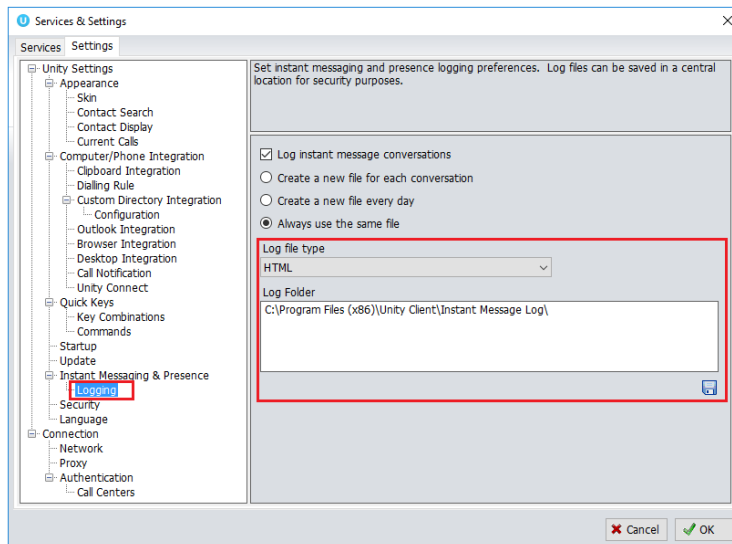 Services & Settings
Services Settings
Unity Settings
Appearance
Skin
Contact Search
Contact Display
Current Calls
Computer/Phone Integration
Clipboard Integration
Dialling Rule
Custom Directory Integration
Configuration
Outlook Integration
Browser Integration
Desktop Integration
Call Notification
Unity Connect
Quick Keys
Key Combinations
Commands
Startup
Update
Instant Messaging & Presence
Logging
Security
Language
Connection
Network
Proxy
Authentication
Call Centers
Set instant messaging and presence logging preferences. Log files can be saved in a central
location for security purposes.
Log instant message conversations
Create a new file for each conversation
Create a new file every day
Always use the same file
Log file type
HTML
Log Folder
C:\Program Files (x86)\Unity Client\Instant Message Log\
Cancel OK